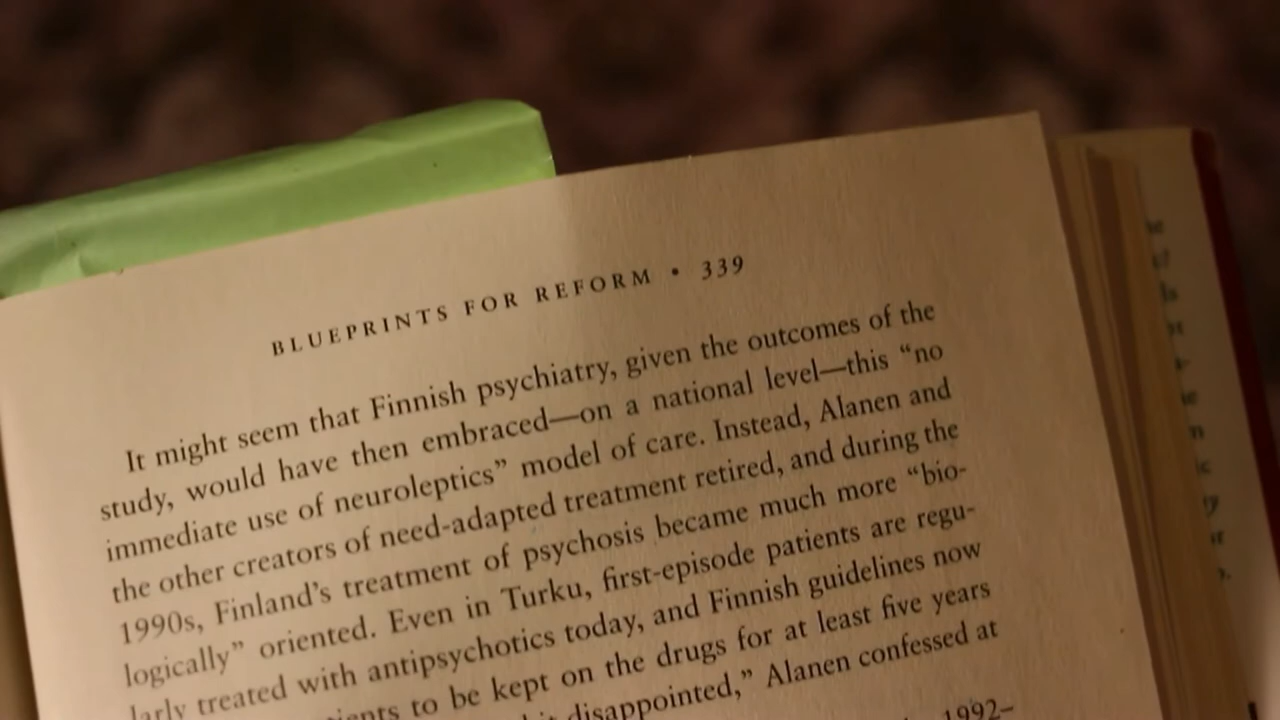 BLUEPRINTS FOR REFORM • 339
It might seem that Finnish psychiatry, given the outcomes of the
study, would have then embraced—on a national level—this “no
immediate use of neuroleptics” model of care. Instead, Alanen and
the other creators of need-adapted treatment retired, and during the
1990s, Finland’s treatment of psychosis became much more “bio-
logically” oriented. Even in Turku, first-episode patients are regu-
larly treated with antipsychotics today, and Finnish guidelines now
to be kept on the drugs for at least five years
disappointed,” Alanen confessed at
1992–